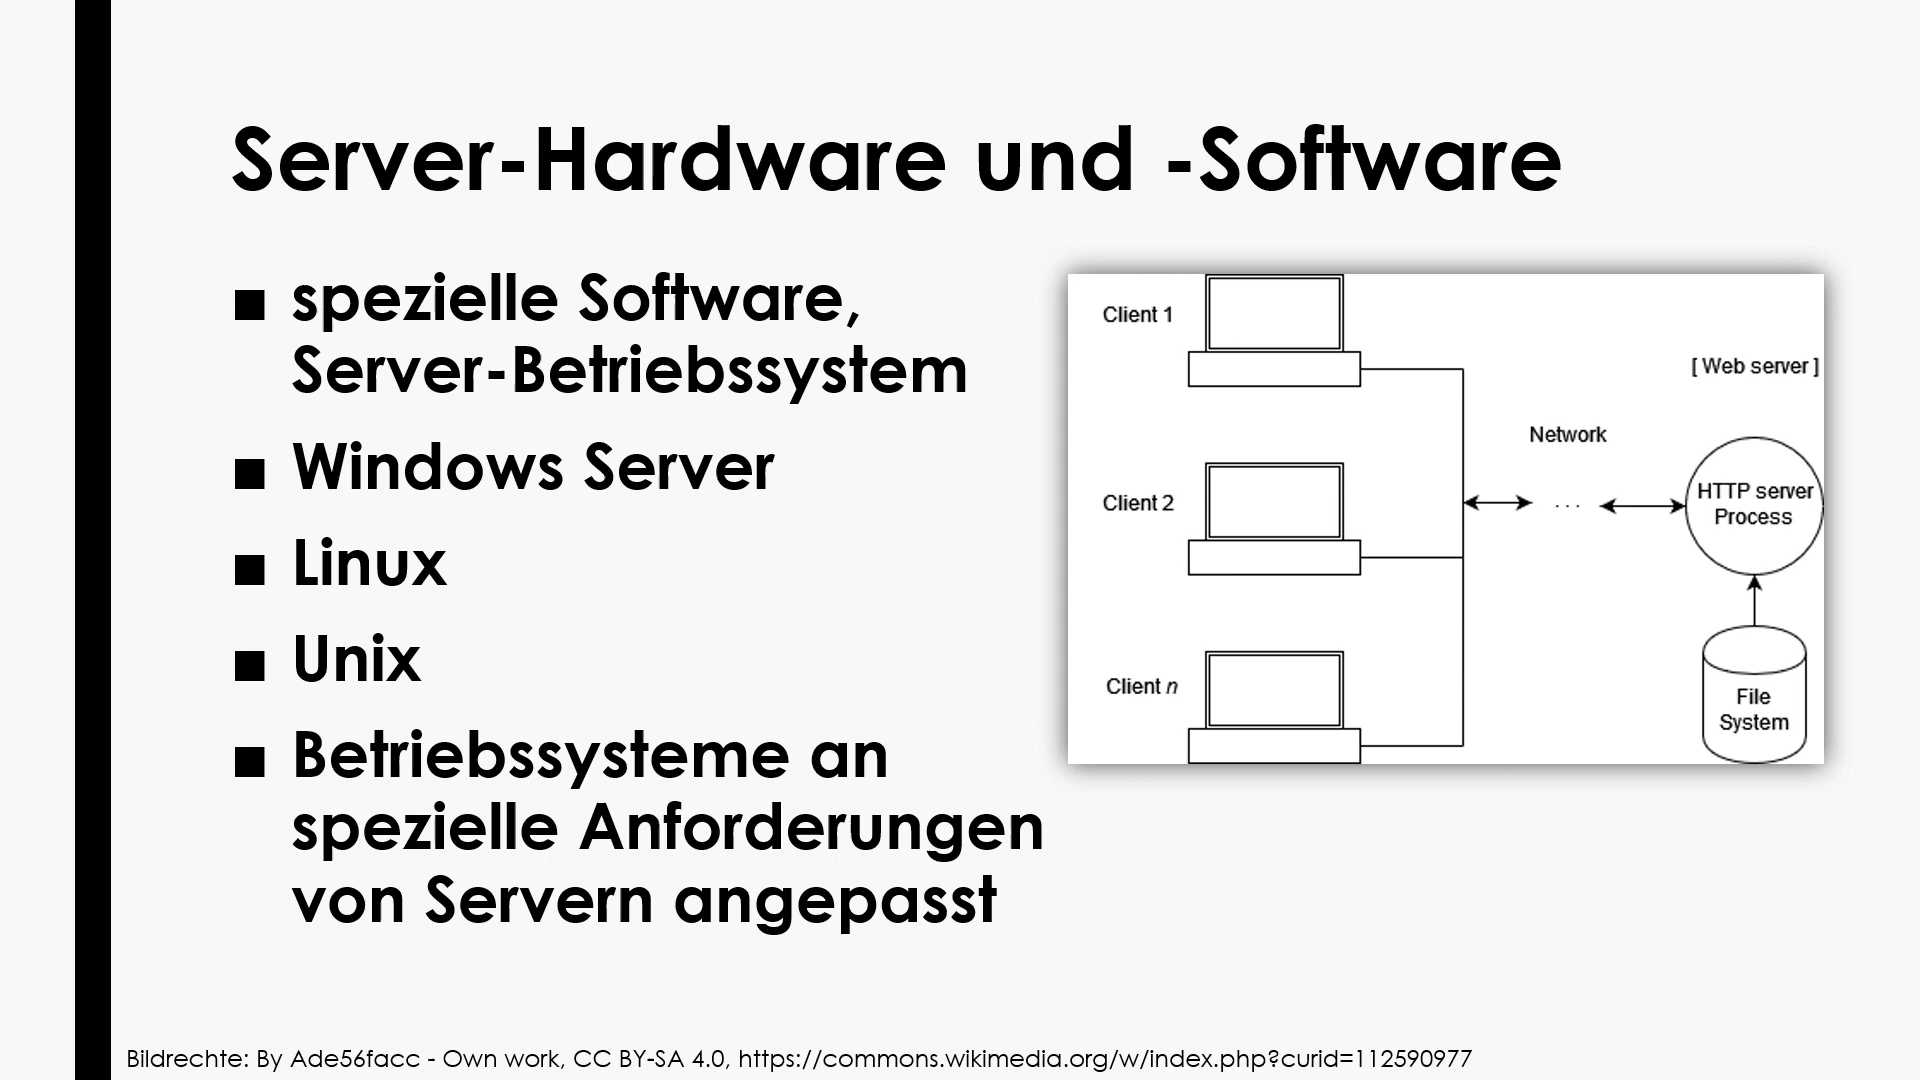 Server-Hardware und -Software
■ spezielle Software,
Server-Betriebssystem
■ Windows Server
■ Linux
■ Unix
■ Betriebssysteme an
spezielle Anforderungen
von Servern angepasst
Client 1
[ Web server ]
Network
Client 2
. . .
HTTP server
Process
Client n
File
System
Bildrechte: By Ade56facc - Own work, CC BY-SA 4.0, https://commons.wikimedia.org/w/index.php?curid=112590977